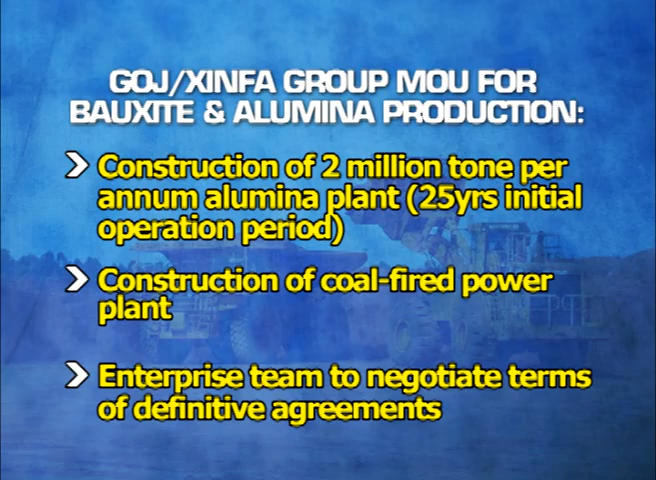 GOJ/XINFA GROUP MOU FOR
BAUXITE & ALUMINA PRODUCTION:
Construction of 2 million tone per
annum alumina plant (25yrs initial
operation period)
Construction of coal-fired power
plant
Enterprise team to negotiate terms
of definitive agreements